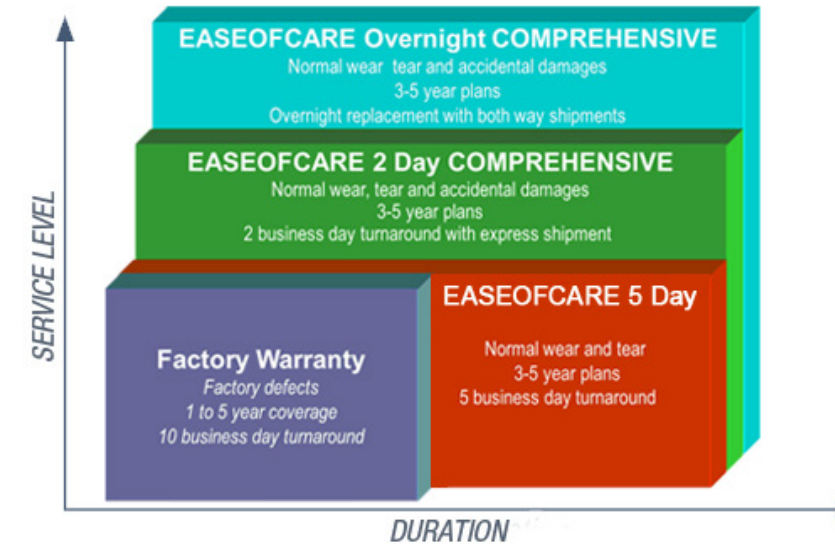 EASEOFCARE Overnight COMPREHENSIVE
Normal wear tear and accidental damages
3-5 year plans
Overnight replacement with both way shipments
EASEOFCARE 2 Day COMPREHENSIVE
Normal wear, tear and accidental damages
3-5 year plans
2 business day turnaround with express shipment
EASEOFCARE 5 Day
Normal wear and tear
3-5 year plans
5 business day turnaround
Factory Warranty
Factory defects
1 to 5 year coverage
10 business day turnaround
SERVICE LEVEL
DURATION